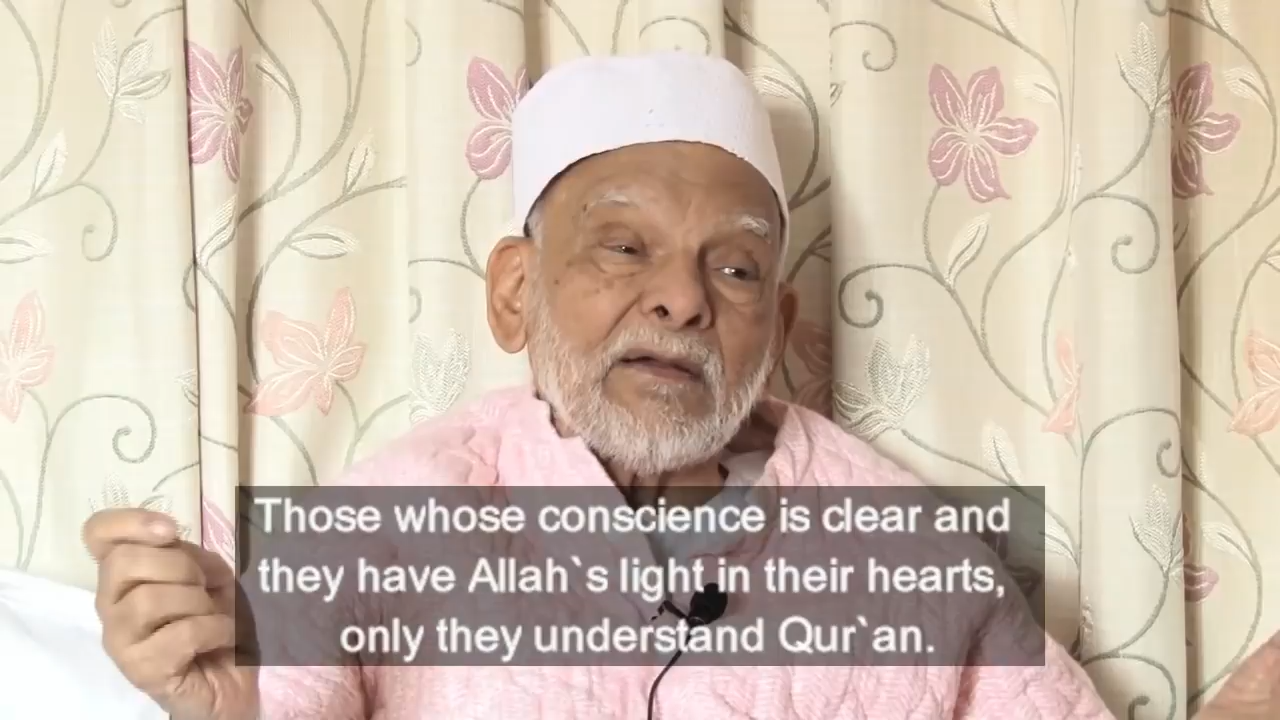 Those whose conscience is clear and
they have Allah`s light in their hearts,
only they understand Qur`an.